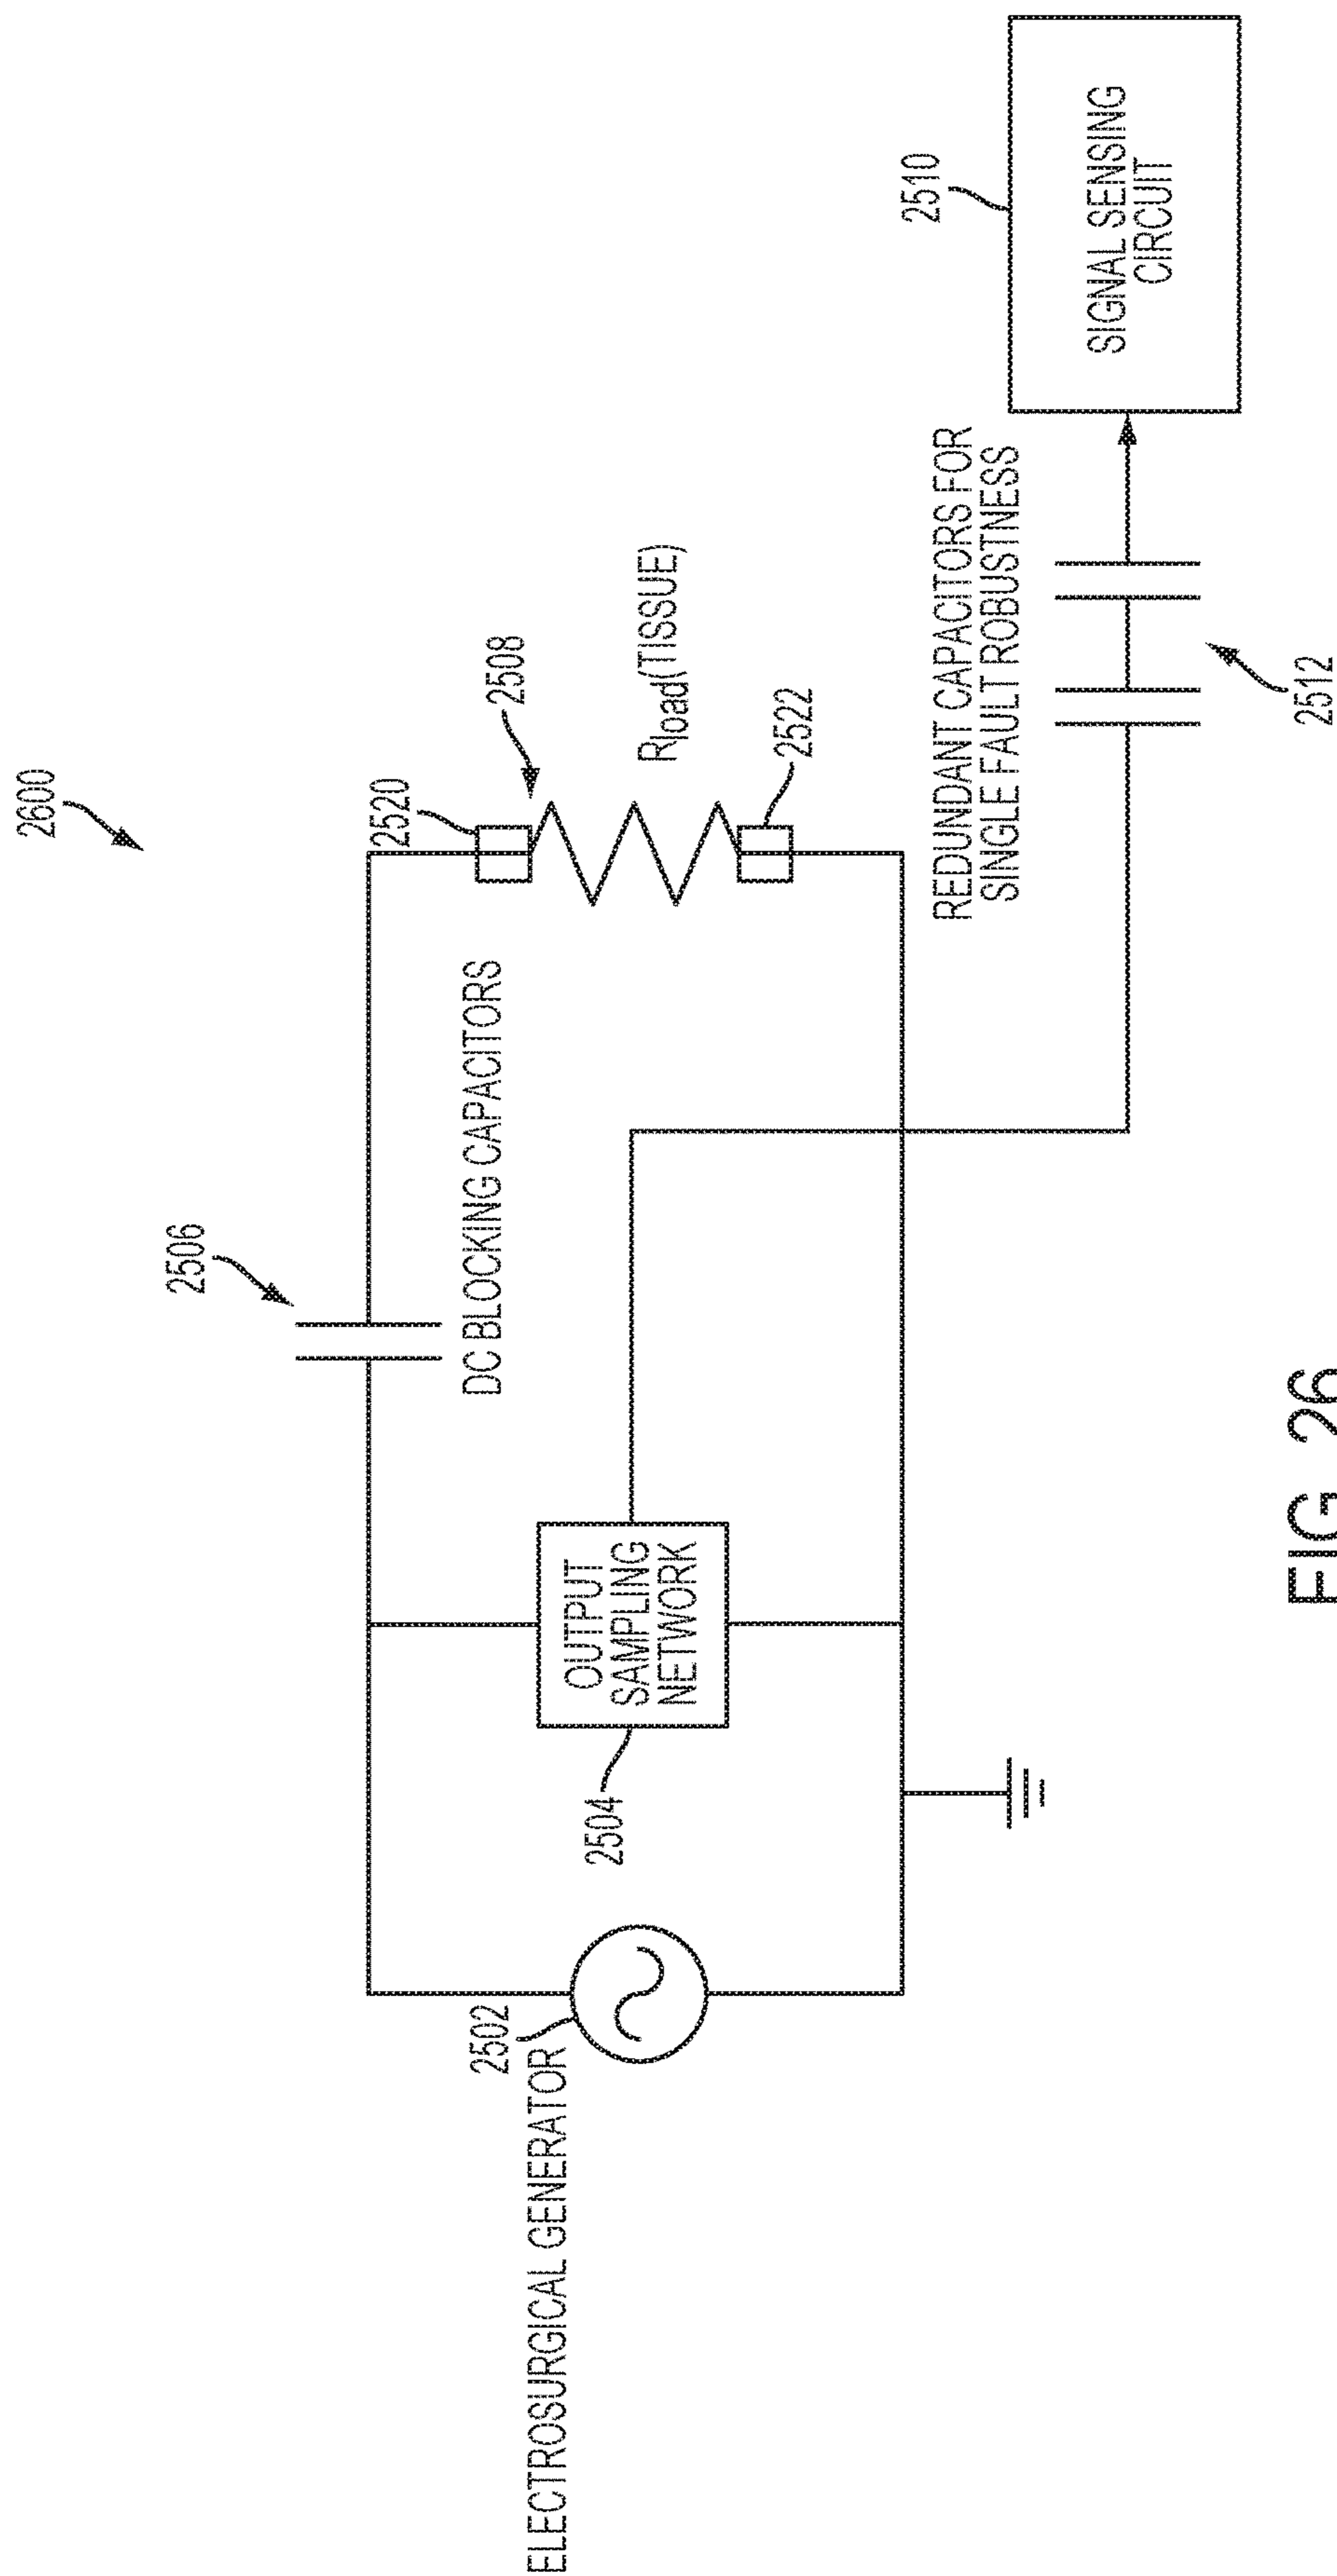 2600
2506
DC BLOCKING CAPACITORS
2520
2508
R_load(TISSUE)
2522
ELECTROSURGICAL GENERATOR
2502
2504
OUTPUT
SAMPLING
NETWORK
REDUNDANT CAPACITORS FOR
SINGLE FAULT ROBUSTNESS
2510
SIGNAL SENSING
CIRCUIT
2512
FIG. 26